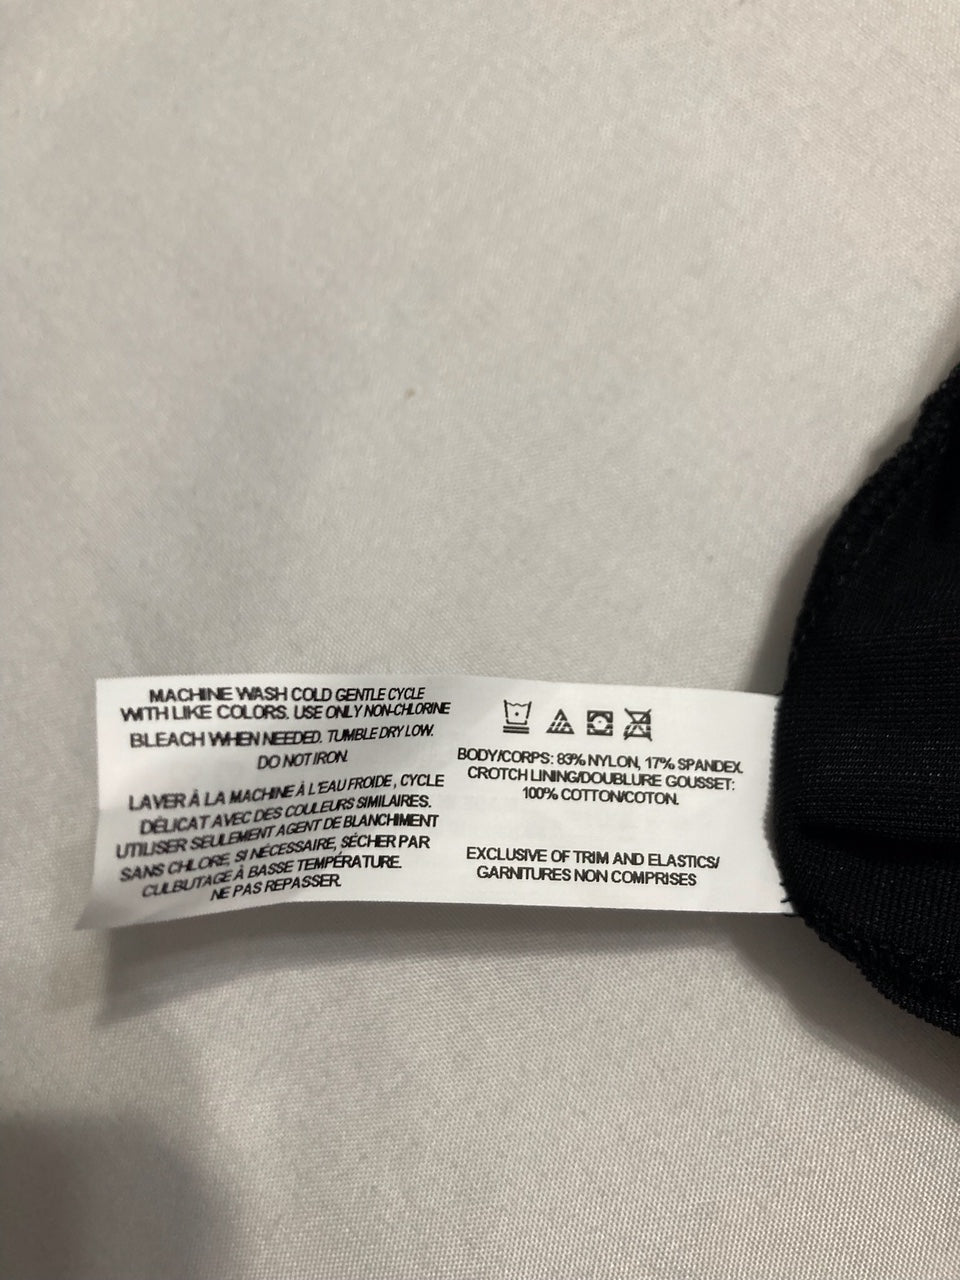 MACHINE WASH COLD GENTLE CYCLE
WITH LIKE COLORS. USE ONLY NON-CHLORINE
BLEACH WHEN NEEDED. TUMBLE DRY LOW.
DO NOT IRON.
LAVER À LA MACHINE À L'EAU FROIDE, CYCLE
DÉLICAT AVEC DES COULEURS SIMILAIRES.
UTILISER SEULEMENT AGENT DE BLANCHIMENT
SANS CHLORE, SI NÉCESSAIRE, SÉCHER PAR
CULBUTAGE À BASSE TEMPÉRATURE.
NE PAS REPASSER.
BODY/CORPS: 83% NYLON, 17% SPANDEX.
CROTCH LINING/DOUBLURE GOUSSET:
100% COTTON/COTON.
EXCLUSIVE OF TRIM AND ELASTICS/
GARNITURES NON COMPRISES